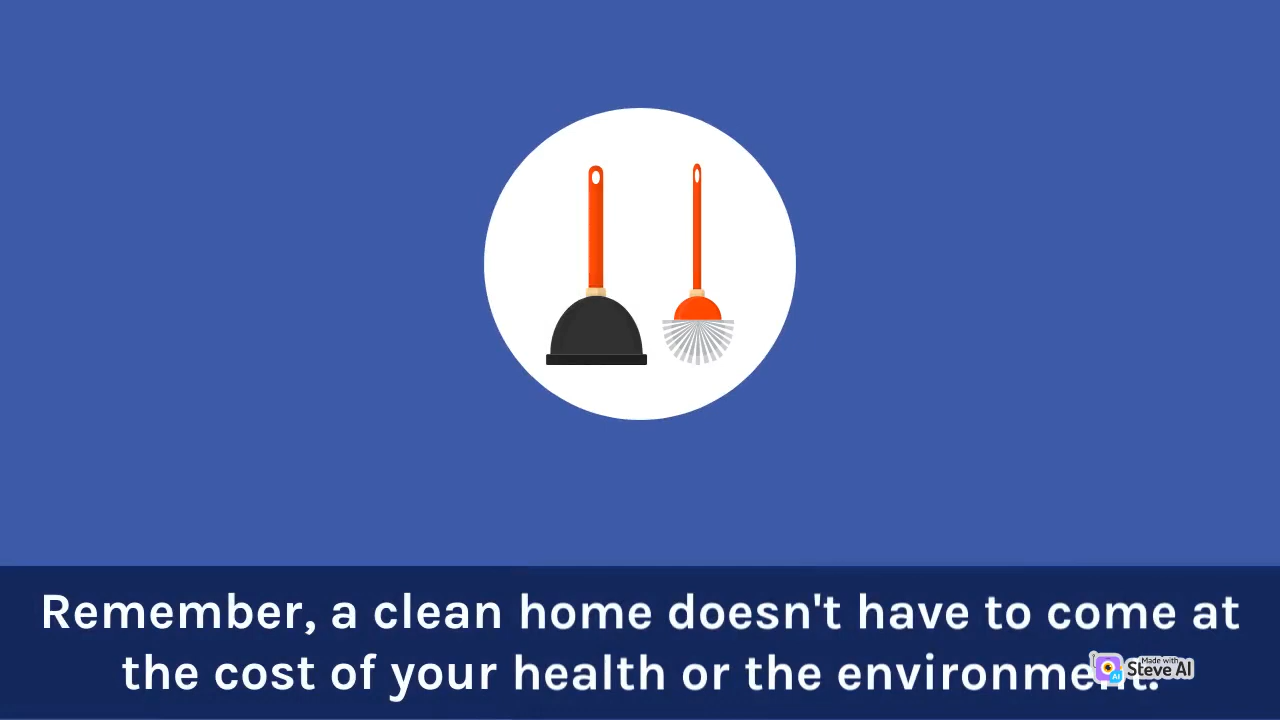 Remember, a clean home doesn't have to come at
the cost of your health or the environment.
Made with
Steve AI
AI